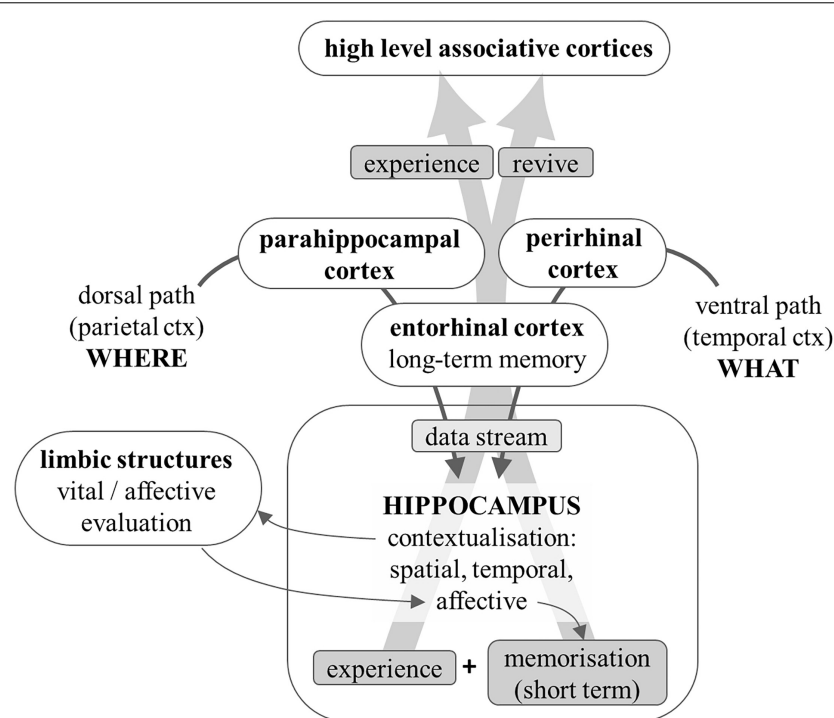 high level associative cortices
experience
revive
parahippocampal
cortex
perirhinal
cortex
dorsal path
(parietal ctx)
WHERE
ventral path
(temporal ctx)
WHAT
entorhinal cortex
long-term memory
data stream
limbic structures
vital / affective
evaluation
HIPPOCAMPUS
contextualisation:
spatial, temporal,
affective
experience
+
memorisation
(short term)